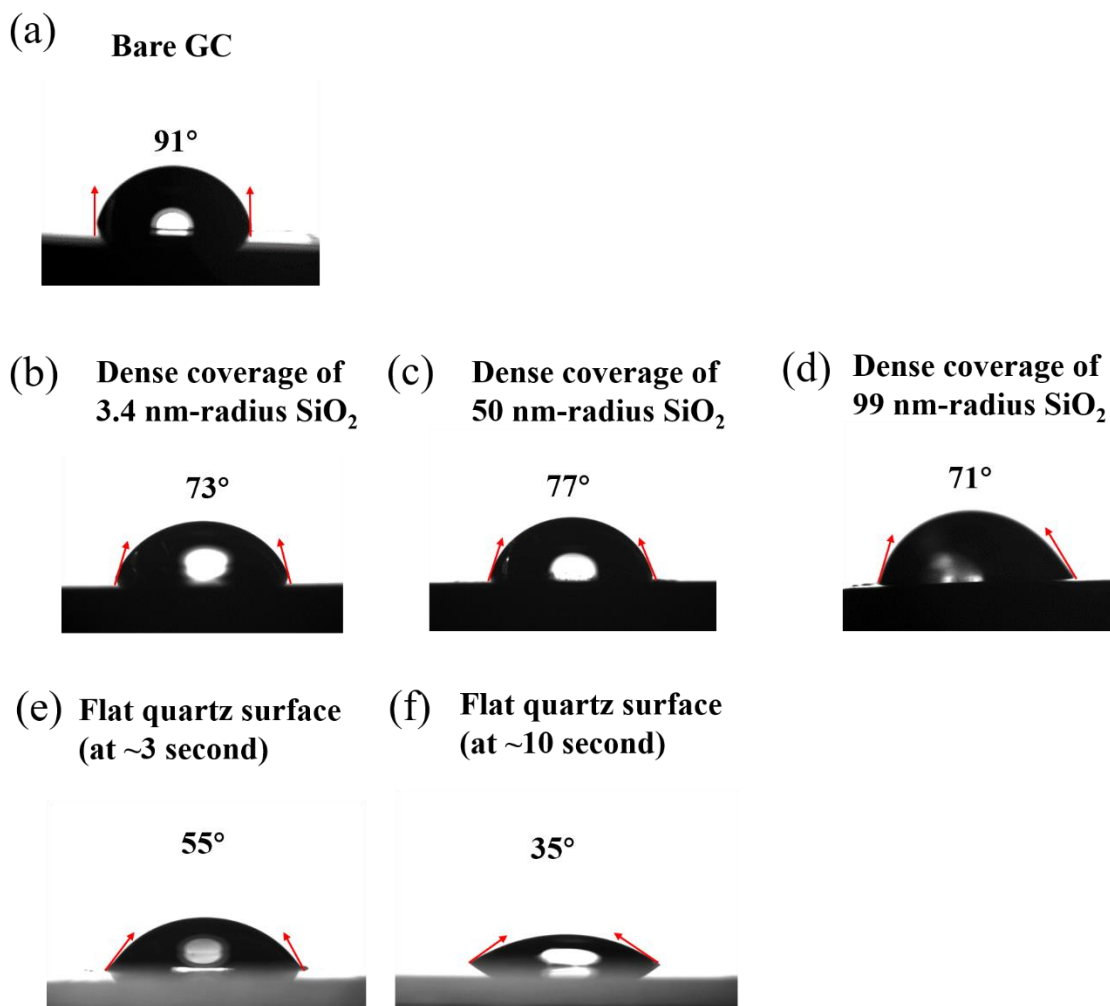 (a)
Bare GC
91°
(b)
Dense coverage of
3.4 nm-radius SiO₂
73°
(c)
Dense coverage of
50 nm-radius SiO₂
77°
(d)
Dense coverage of
99 nm-radius SiO₂
71°
(e)
Flat quartz surface
(at ~3 second)
55°
(f)
Flat quartz surface
(at ~10 second)
35°